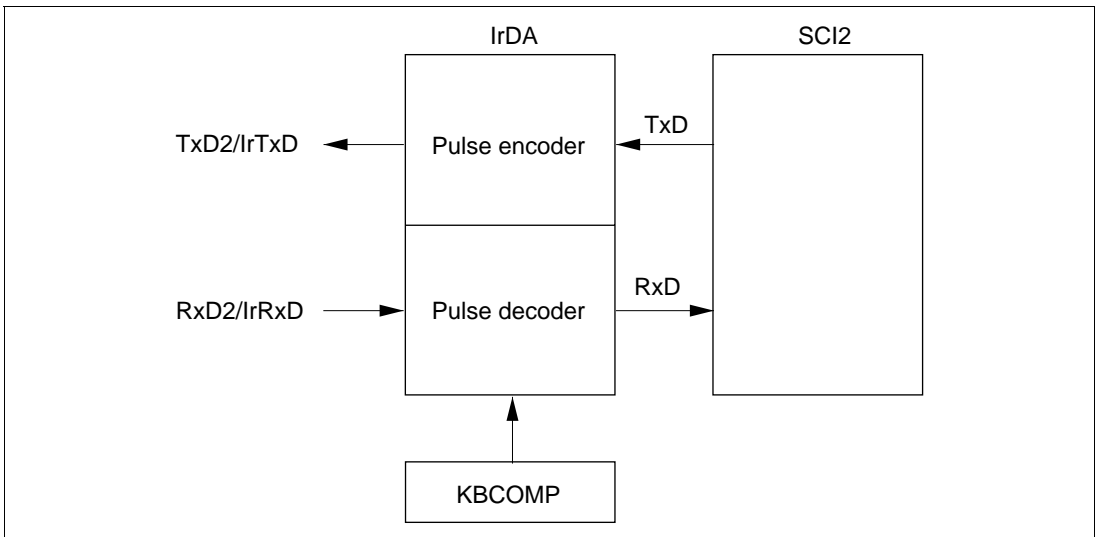 IrDA
SCI2
TxD2/IrTxD
Pulse encoder
TxD
RxD2/IrRxD
Pulse decoder
RxD
KBCOMP